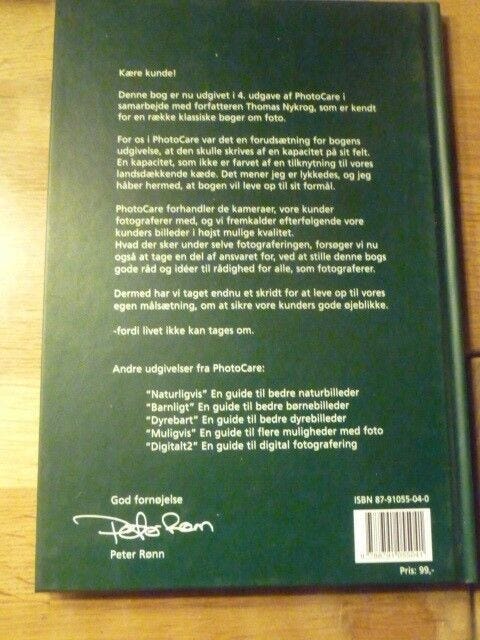 Kære kunde!
Denne bog er nu udgivet i 4. udgave af PhotoCare i
samarbejde med forfatteren Thomas Nykrog, som er kendt
for en række klassiske bøger om foto.
For os i PhotoCare var det en forudsætning for bogens
udgivelse, at den skulle skrives af en kapacitet på sit felt.
En kapacitet, som ikke er farvet af en tilknytning til vores
landsdækkende kæde. Det mener jeg er lykkedes, og jeg
håber hermed, at bogen vil leve op til sit formål.
PhotoCare forhandler de kameraer, vore kunder
fotograferer med, og vi fremkalder efterfølgende vore
kunders billeder i højst mulige kvalitet.
Hvad der sker under selve fotograferingen, forsøger vi nu
også at tage en del af ansvaret for, ved at stille denne bogs
gode råd og idéer til rådighed for alle, som fotograferer.
Dermed har vi taget endnu et skridt for at leve op til vores
egen målsætning, om at sikre vore kunders gode øjeblikke.
-fordi livet ikke kan tages om.
Andre udgivelser fra PhotoCare:
"Naturligvis" En guide til bedre naturbilleder
"Barnligt" En guide til bedre børnebilleder
"Dyrebart" En guide til bedre dyrebilleder
"Muligvis" En guide til flere muligheder med foto
"Digitalt2" En guide til digital fotografering
God fornøjelse
Peter Rønn
Peter Rønn
ISBN 87-91055-04-0
Pris: 99,-